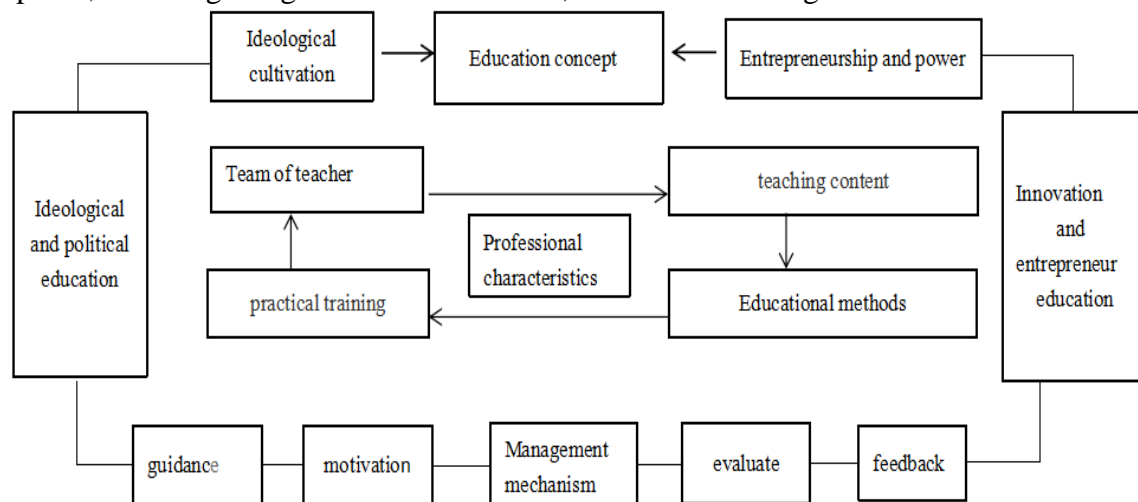 Ideological
cultivation
Education concept
Entrepreneurship and power
Ideological
and political
education
Team of teacher
teaching content
Innovation
and
entrepreneur
education
Professional
characteristics
practical training
Educational methods
guidance
motivation
Management
mechanism
evaluate
feedback